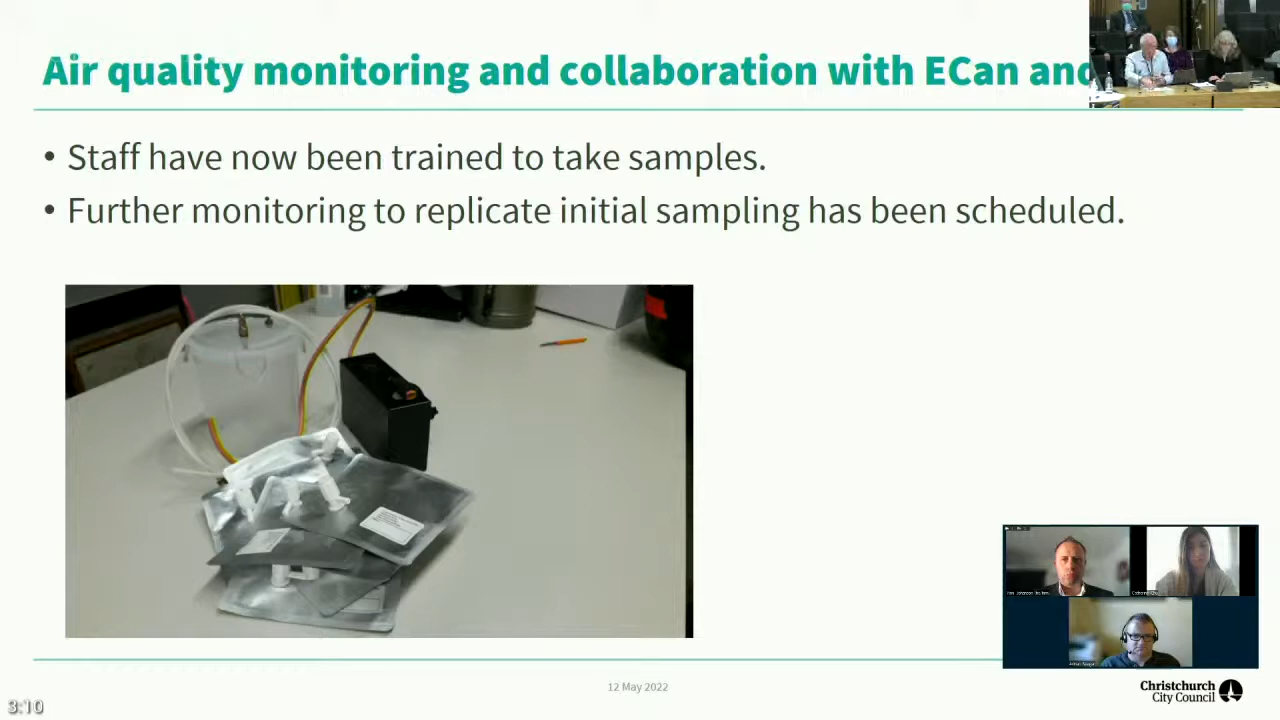 Air quality monitoring and collaboration with ECan and
• Staff have now been trained to take samples.
• Further monitoring to replicate initial sampling has been scheduled.
12 May 2022
Christchurch
City Council
3:10